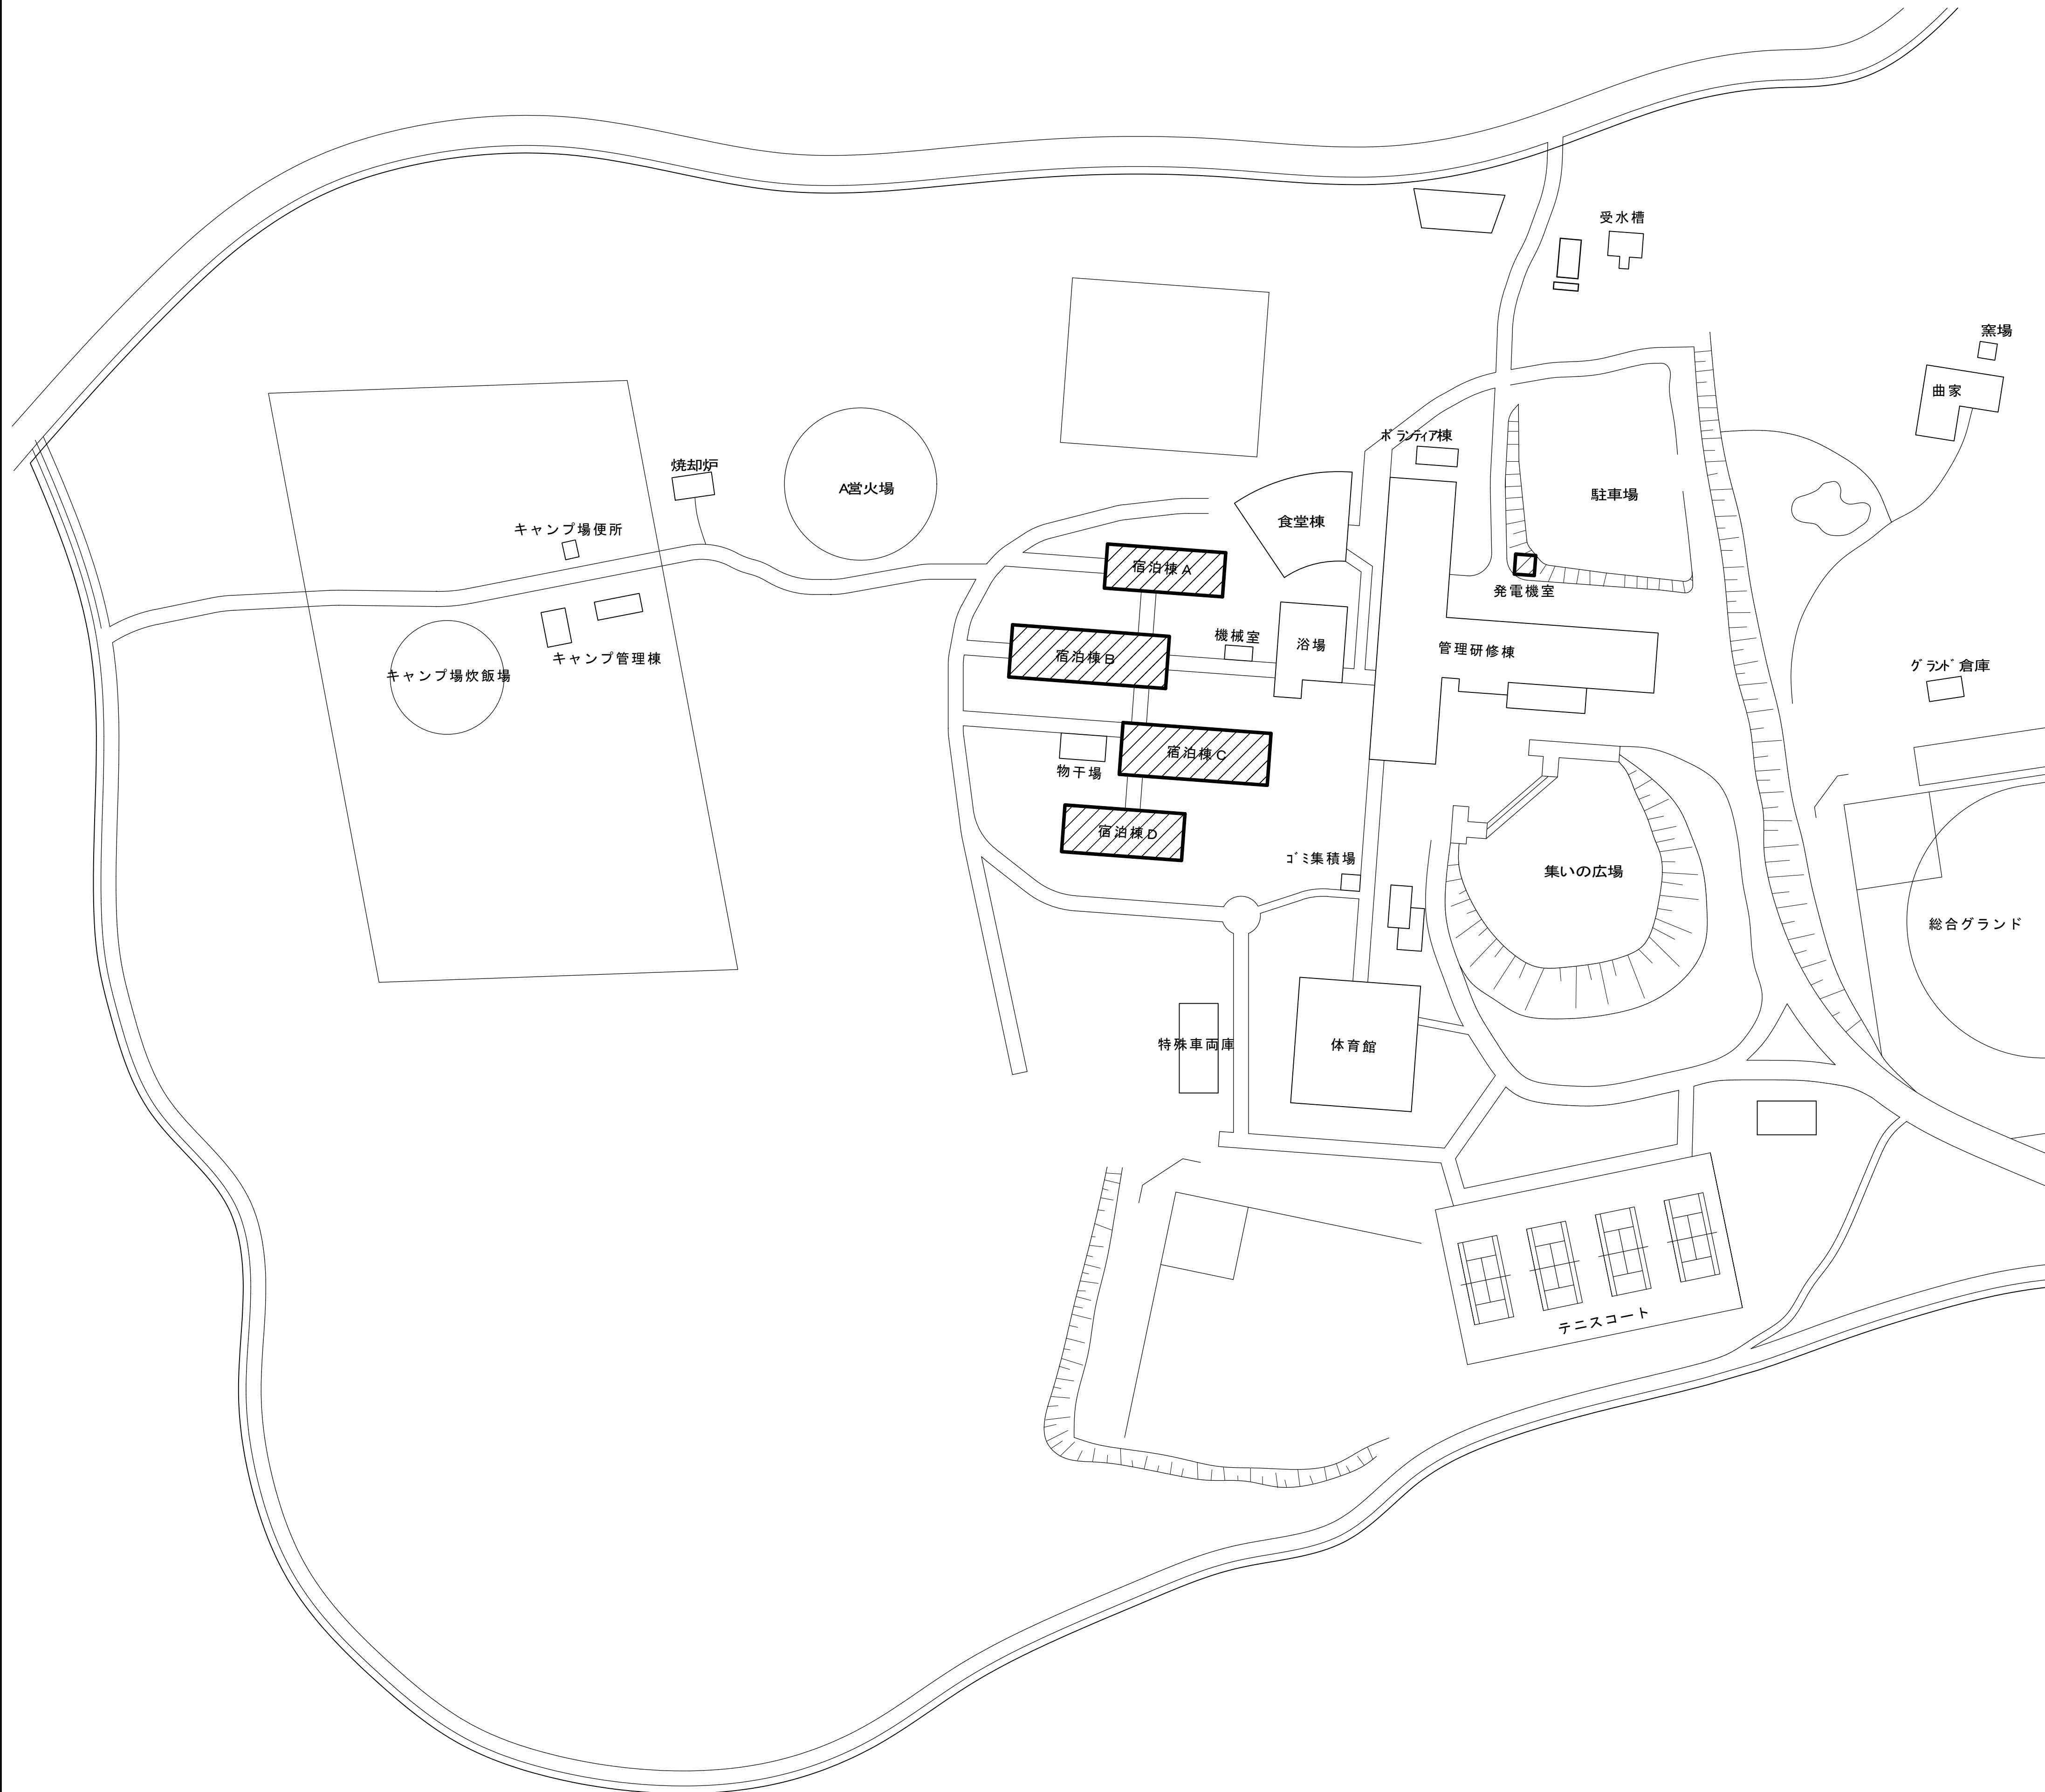 受水槽
窯場
曲家
ボランティア棟
焼却炉
A営火場
駐車場
食堂棟
キャンプ場便所
宿泊棟A
発電機室
機械室
浴場
管理研修棟
宿泊棟B
キャンプ管理棟
グランド倉庫
キャンプ場炊飯場
宿泊棟C
物干場
宿泊棟D
ゴミ集積場
集いの広場
総合グランド
特殊車両庫
体育館
テニスコート